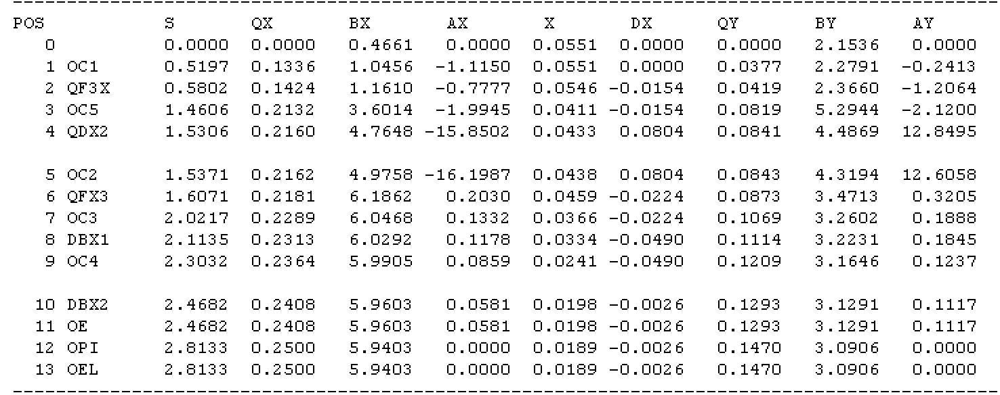 POS S QX BX AX X DX QY BY AY
0 0.0000 0.0000 0.4661 0.0000 0.0551 0.0000 0.0000 2.1536 0.0000
1 OC1 0.5197 0.1336 1.0456 -1.1150 0.0551 0.0000 0.0377 2.2791 -0.2413
2 QF3X 0.5802 0.1424 1.1610 -0.7777 0.0546 -0.0154 0.0419 2.3660 -1.2064
3 OC5 1.4606 0.2132 3.6014 -1.9945 0.0411 -0.0154 0.0819 5.2944 -2.1200
4 QDX2 1.5306 0.2160 4.7648 -15.8502 0.0433 0.0804 0.0841 4.4869 12.8495
5 OC2 1.5371 0.2162 4.9758 -16.1987 0.0438 0.0804 0.0843 4.3194 12.6058
6 QFX3 1.6071 0.2181 6.1862 0.2030 0.0459 -0.0224 0.0873 3.4713 0.3205
7 OC3 2.0217 0.2289 6.0468 0.1332 0.0366 -0.0224 0.1069 3.2602 0.1888
8 DBX1 2.1135 0.2313 6.0292 0.1178 0.0334 -0.0490 0.1114 3.2231 0.1845
9 OC4 2.3032 0.2364 5.9905 0.0859 0.0241 -0.0490 0.1209 3.1646 0.1237
10 DBX2 2.4682 0.2408 5.9603 0.0581 0.0198 -0.0026 0.1293 3.1291 0.1117
11 OE 2.4682 0.2408 5.9603 0.0581 0.0198 -0.0026 0.1293 3.1291 0.1117
12 OPI 2.8133 0.2500 5.9403 0.0000 0.0189 -0.0026 0.1470 3.0906 0.0000
13 OEL 2.8133 0.2500 5.9403 0.0000 0.0189 -0.0026 0.1470 3.0906 0.0000